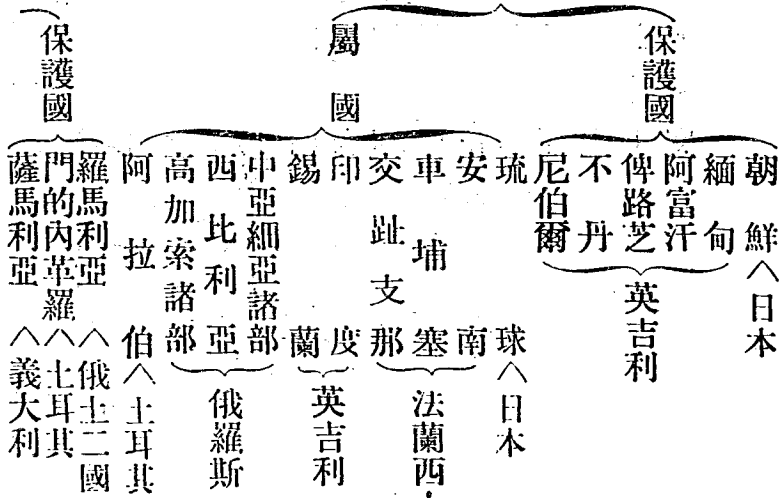 保護國
朝鮮
日本
緬甸
阿富汗
俾路芝
不丹
尼伯爾
英吉利
屬國
琉球
日本
安南
車埔塞
交趾支那
法蘭西
印度
錫蘭
英吉利
中亞細亞諸部
西比利亞
高加索諸部
俄羅斯
阿拉伯
土耳其
保護國
羅馬利亞
俄土二國
門的內革羅
土耳其
薩馬利亞
義大利